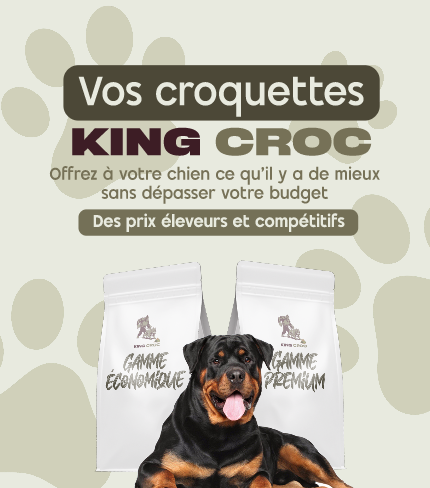 Vos croquettes
KING CROC
Offrez à votre chien ce qu'il y a de mieux
sans dépasser votre budget
Des prix éleveurs et compétitifs
KING CROC
GAMME
ÉCONOMIQUE
KING CROC
GAMME
PREMIUM